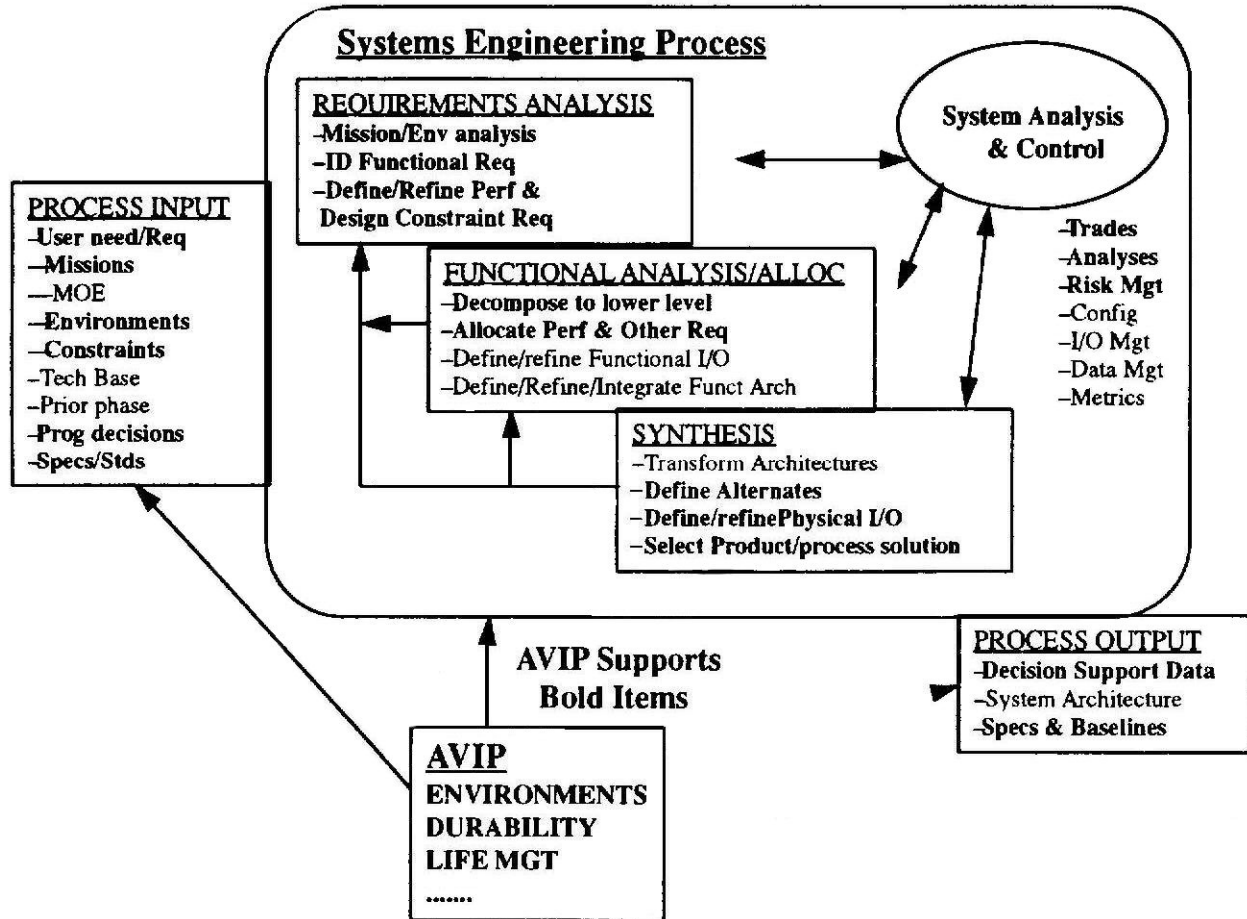 Systems Engineering Process
REQUIREMENTS ANALYSIS
–Mission/Env analysis
–ID Functional Req
–Define/Refine Perf &
Design Constraint Req
System Analysis
& Control
–Trades
–Analyses
–Risk Mgt
–Config
–I/O Mgt
–Data Mgt
–Metrics
PROCESS INPUT
–User need/Req
–Missions
—MOE
–Environments
–Constraints
–Tech Base
–Prior phase
–Prog decisions
–Specs/Stds
FUNCTIONAL ANALYSIS/ALLOC
–Decompose to lower level
–Allocate Perf & Other Req
–Define/refine Functional I/O
–Define/Refine/Integrate Funct Arch
SYNTHESIS
–Transform Architectures
–Define Alternates
–Define/refinePhysical I/O
–Select Product/process solution
AVIP Supports
Bold Items
PROCESS OUTPUT
–Decision Support Data
–System Architecture
–Specs & Baselines
AVIP
ENVIRONMENTS
DURABILITY
LIFE MGT
.......